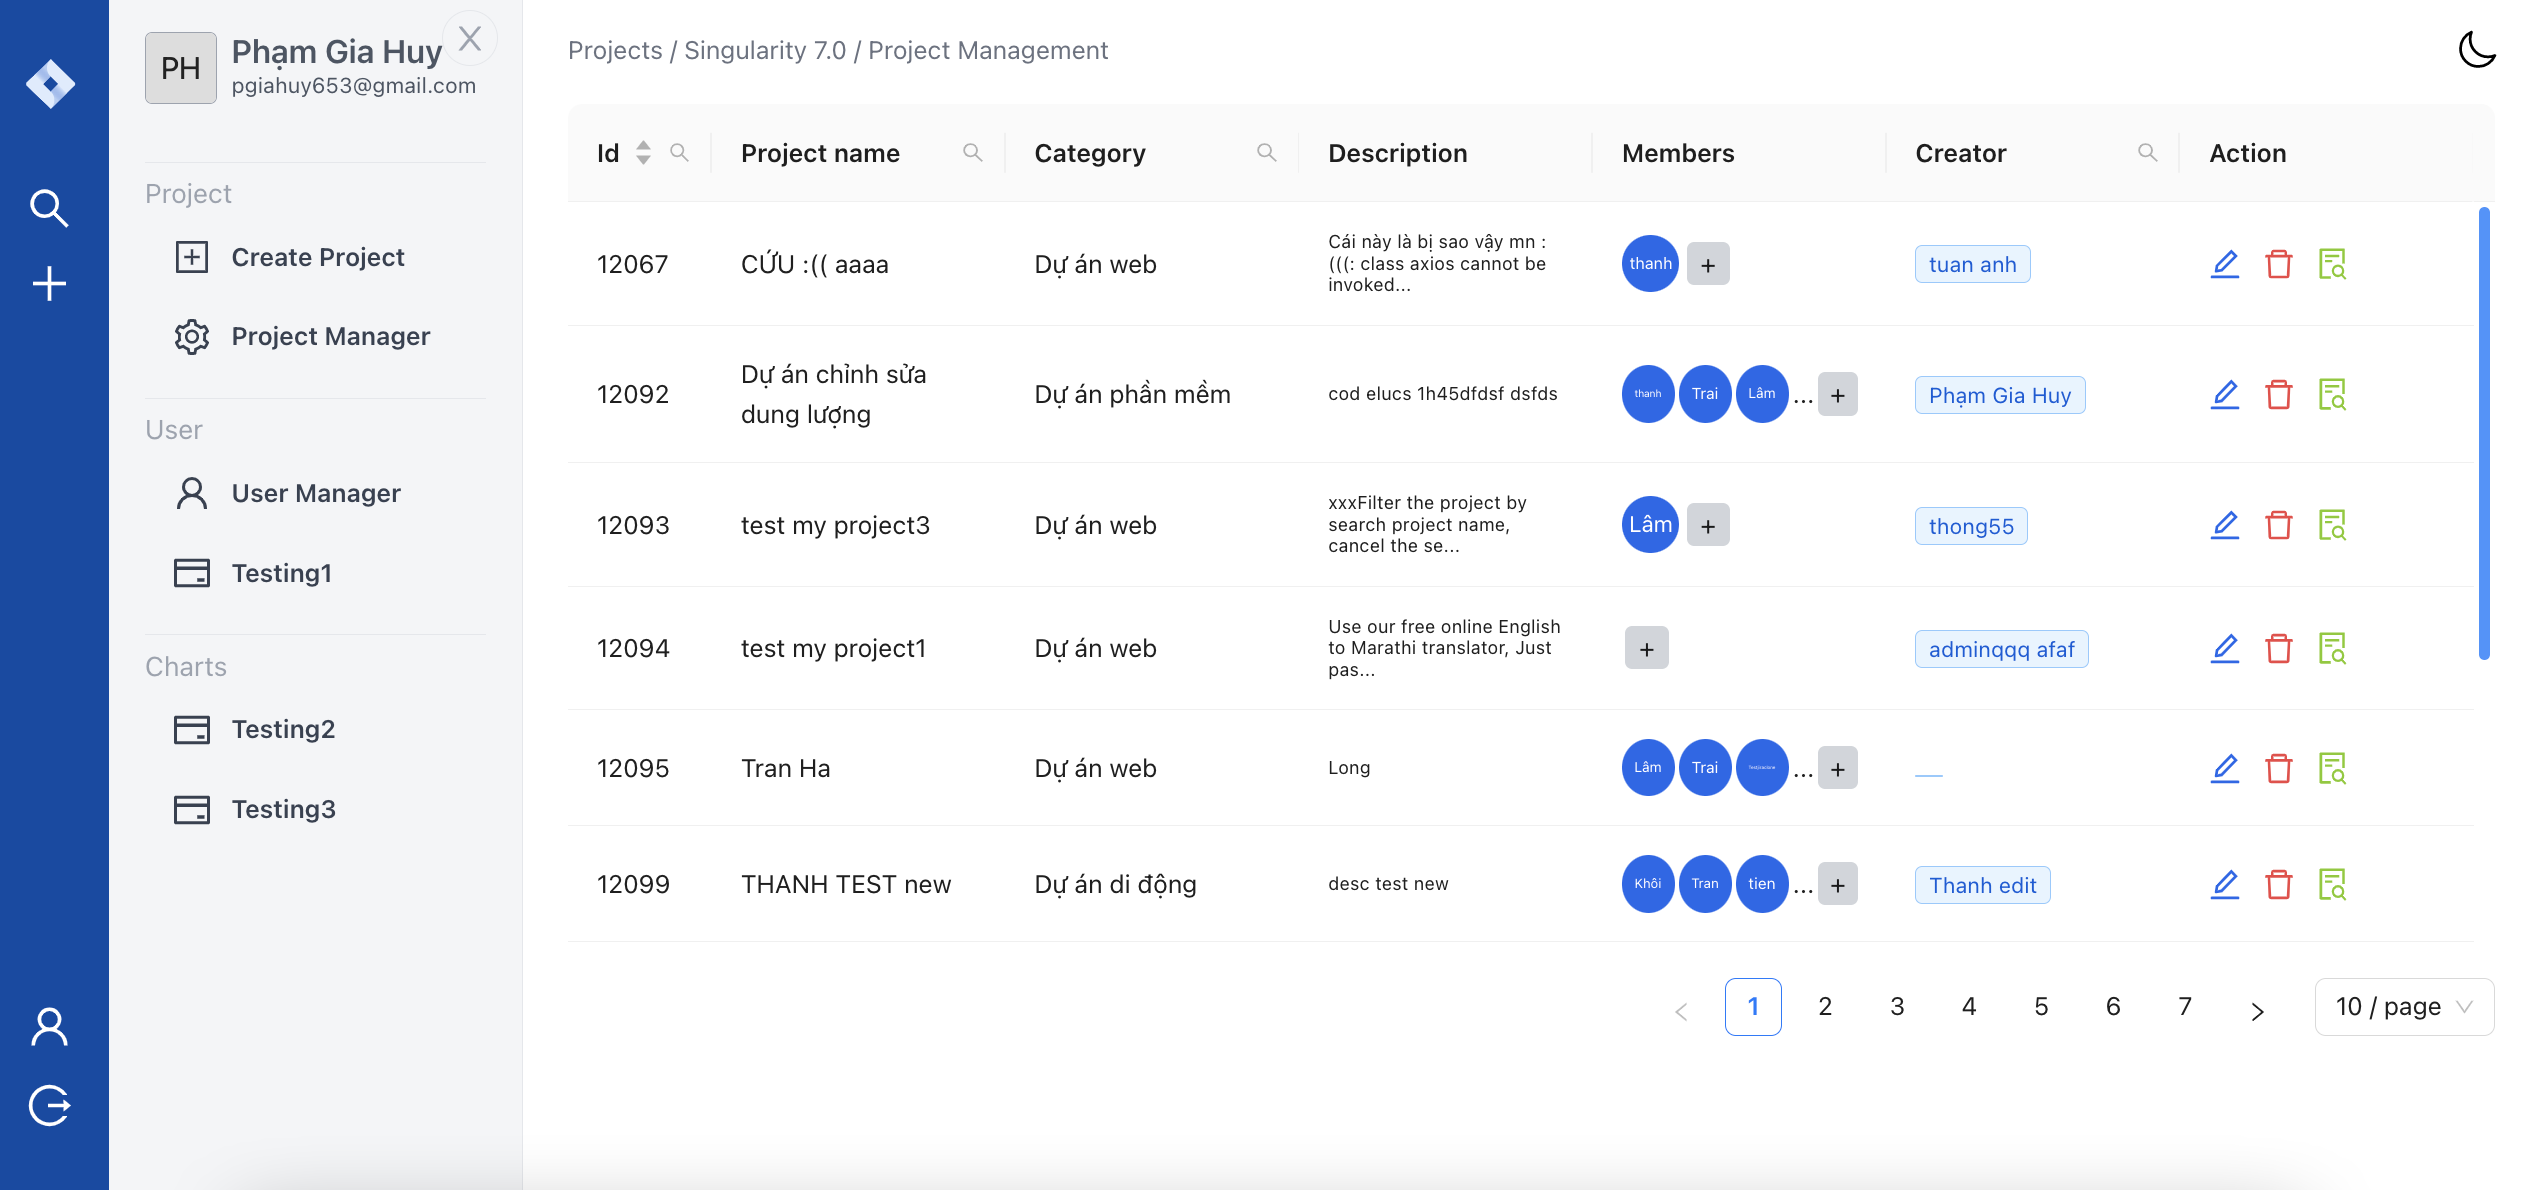 PH
Phạm Gia Huy
X
pgiahuy653@gmail.com
Project
Create Project
Project Manager
User
User Manager
Testing1
Charts
Testing2
Testing3
Projects / Singularity 7.0 / Project Management
Id Project name Category Description Members Creator Action
12067 CỨU :(( aaaa Dự án web
Cái này là bị sao vậy mn :
(((: class axios cannot be
invoked...
thanh + tuan anh
12092
Dự án chỉnh sửa
dung lượng
Dự án phần mềm cod elucs 1h45dfdsf dsfds thanh Trai Lâm ... + Phạm Gia Huy
12093 test my project3 Dự án web
xxxFilter the project by
search project name,
cancel the se...
Lâm + thong55
12094 test my project1 Dự án web
Use our free online English
to Marathi translator, Just
pas...
+ adminqqq afaf
12095 Tran Ha Dự án web Long Lâm Trai ... +
12099 THANH TEST new Dự án di động desc test new Khôi Tran tien ... + Thanh edit
< 1 2 3 4 5 6 7 > 10 / page